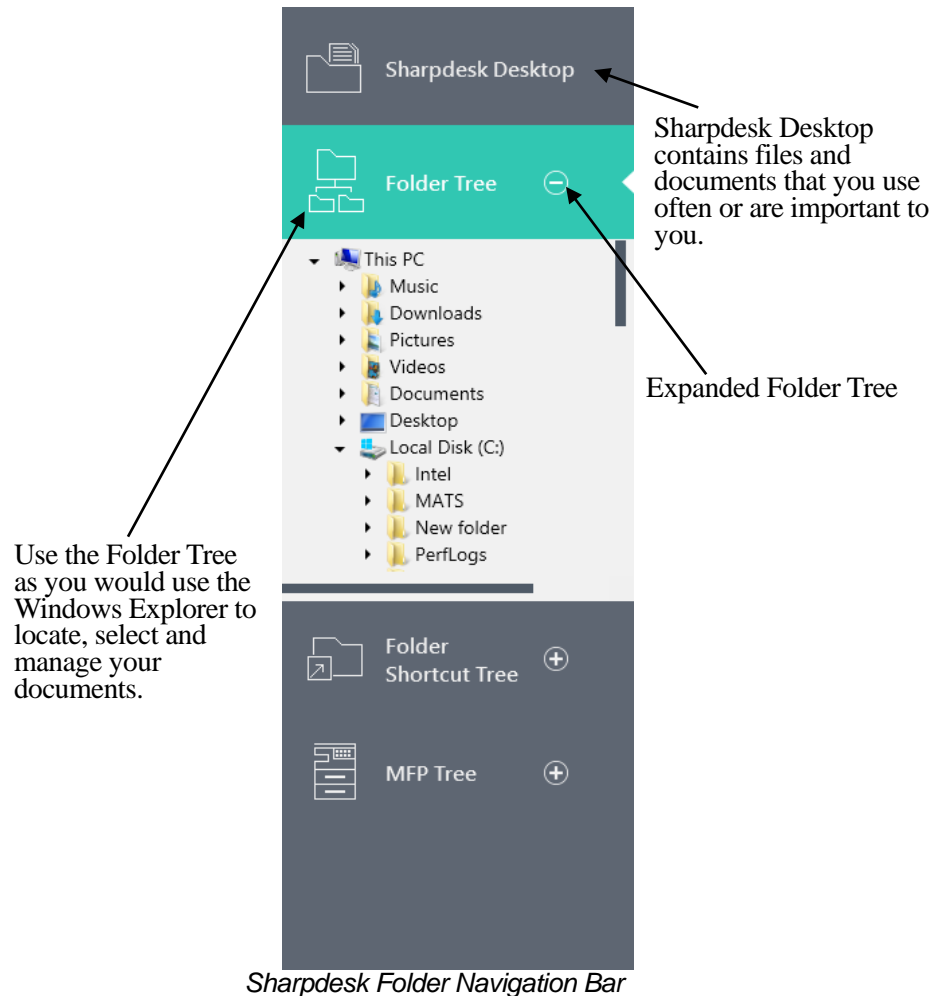 Sharpdesk Desktop
Sharpdesk Desktop
contains files and
documents that you use
often or are important to
you.
Folder Tree
Expanded Folder Tree
This PC
Music
Downloads
Pictures
Videos
Documents
Desktop
Local Disk (C:)
Intel
MATS
New folder
PerfLogs
Use the Folder Tree
as you would use the
Windows Explorer to
locate, select and
manage your
documents.
Folder
Shortcut Tree
MFP Tree
Sharpdesk Folder Navigation Bar